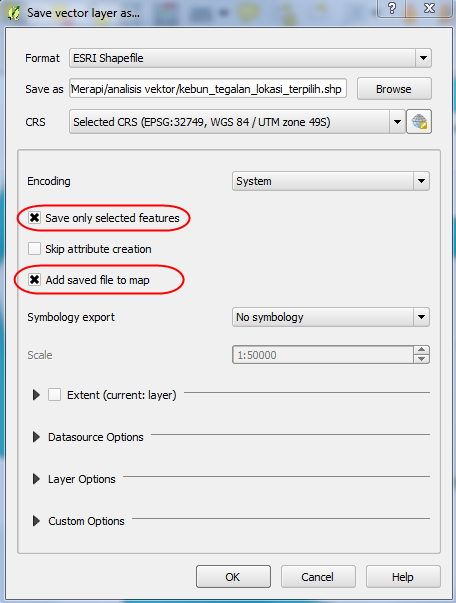 Save vector layer as...
Format ESRI Shapefile
Save as Merapi/analisis vektor/kebun_tegalan_lokasi_terpilih.shp Browse
CRS Selected CRS (EPSG:32749, WGS 84 / UTM zone 49S)
Encoding System
Save only selected features
Skip attribute creation
Add saved file to map
Symbology export No symbology
Scale 1:50000
Extent (current: layer)
Datasource Options
Layer Options
Custom Options
OK Cancel Help